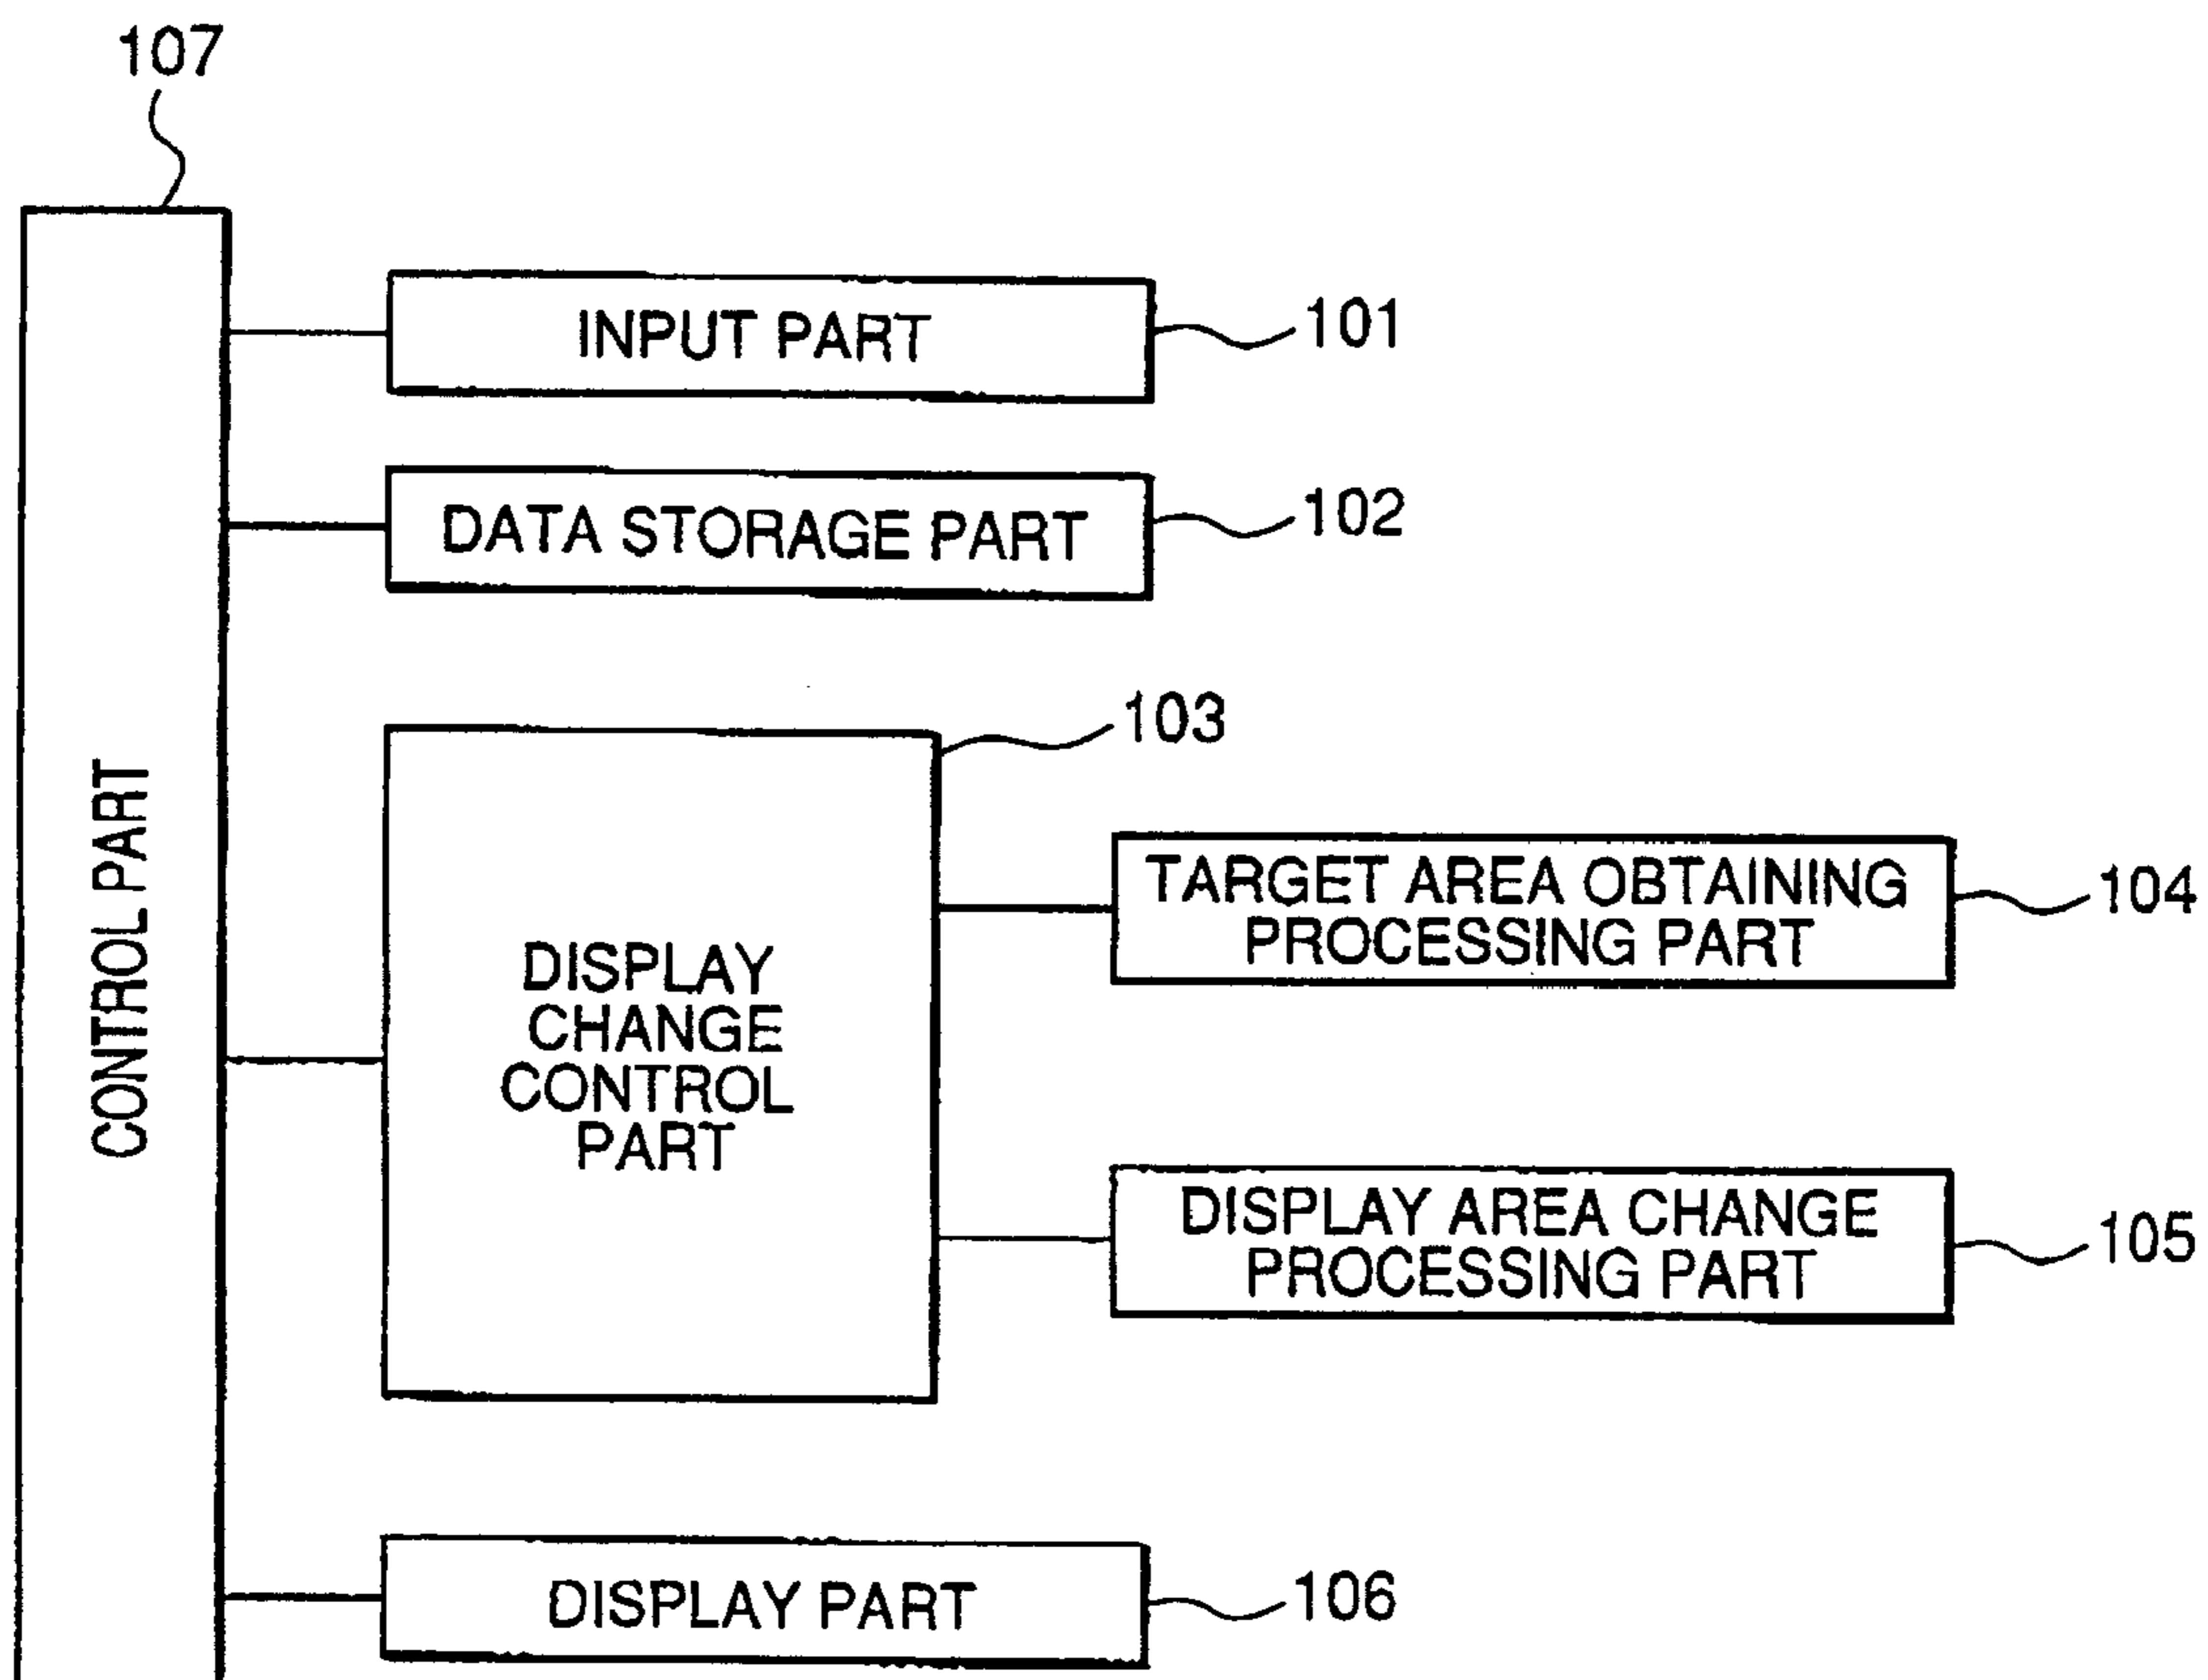 107
INPUT PART
101
DATA STORAGE PART
102
103
CONTROL PART
DISPLAY
CHANGE
CONTROL
PART
TARGET AREA OBTAINING
PROCESSING PART
104
DISPLAY AREA CHANGE
PROCESSING PART
105
DISPLAY PART
106